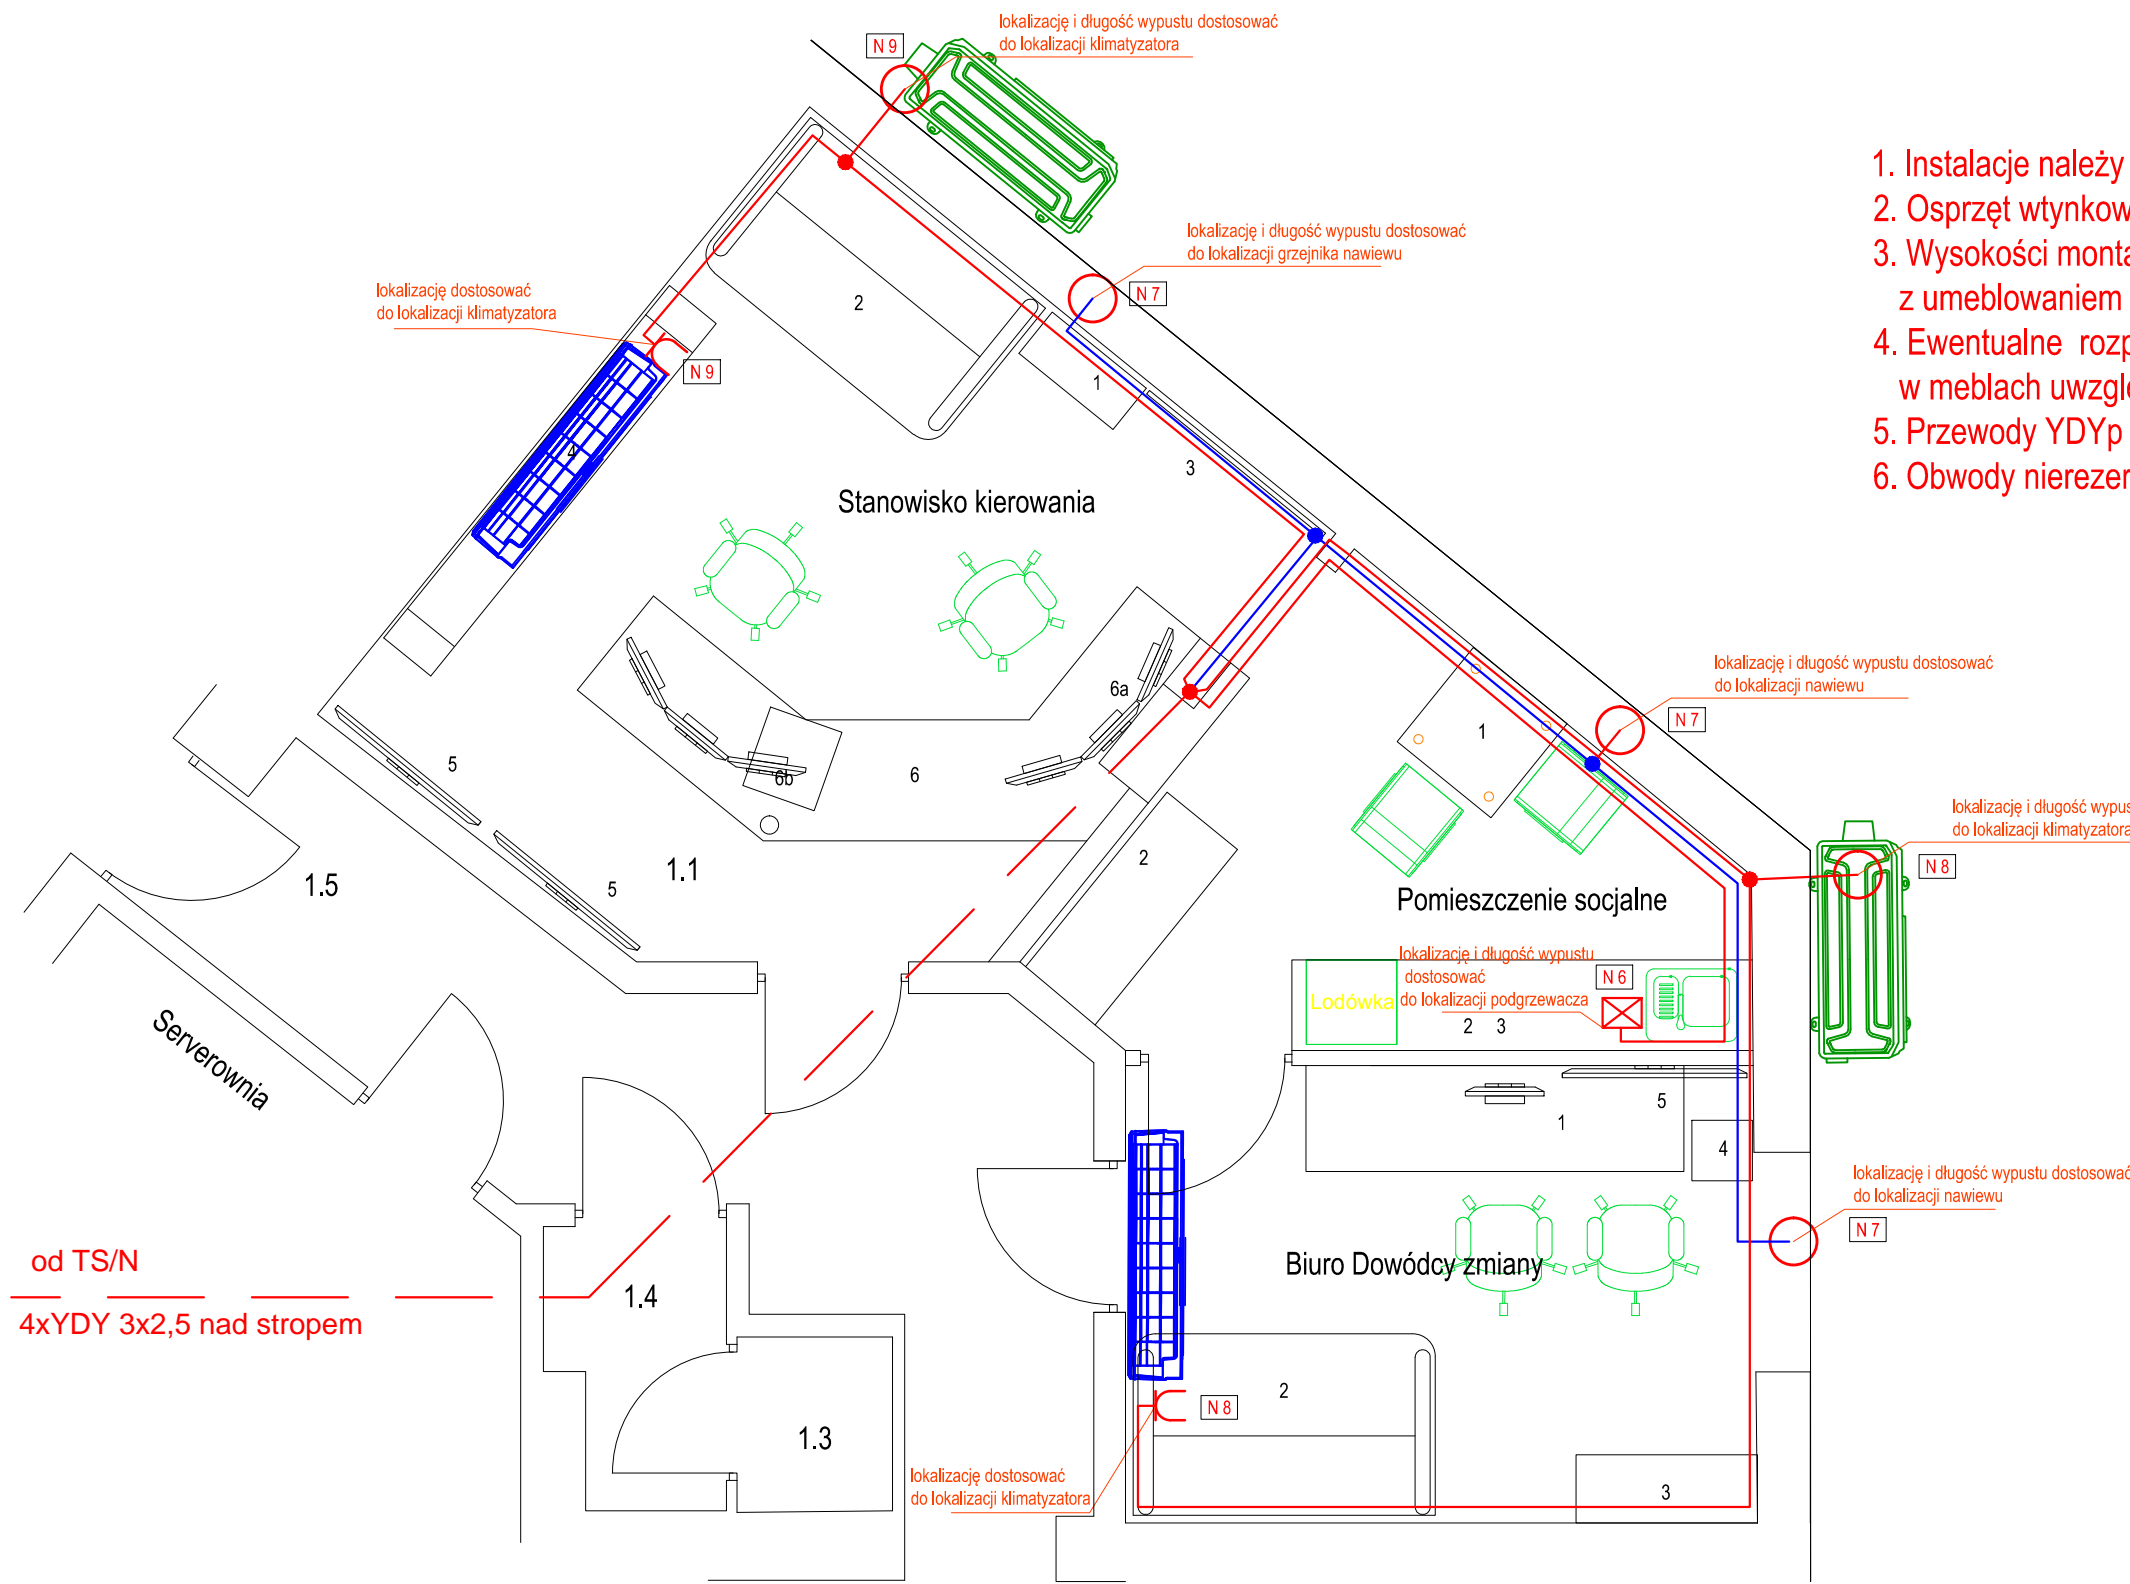 lokalizację i długość wypustu dostosować
do lokalizacji klimatyzatora
N 9
1. Instalacje należy
2. Osprzęt wtynkow
3. Wysokości monta
z umeblowaniem
4. Ewentualne rozp
w meblach uwzglę
5. Przewody YDYp
6. Obwody nierezer
lokalizację i długość wypustu dostosować
do lokalizacji grzejnika nawiewu
N 7
lokalizację dostosować
do lokalizacji klimatyzatora
N 9
2
1
4
3
Stanowisko kierowania
lokalizację i długość wypustu dostosować
do lokalizacji nawiewu
N 7
6a
1
5
6b
6
lokalizację i długość wypus
do lokalizacji klimatyzatora
N 8
1.5
5
1.1
2
Pomieszczenie socjalne
lokalizację i długość wypustu
dostosować
do lokalizacji podgrzewacza
N 6
Lodówka
2 3
Serwerownia
5
1
4
lokalizację i długość wypustu dostosować
do lokalizacji nawiewu
N 7
od TS/N
4xYDY 3x2,5 nad stropem
1.4
Biuro Dowódcy zmiany
2
N 8
1.3
lokalizację dostosować
do lokalizacji klimatyzatora
3